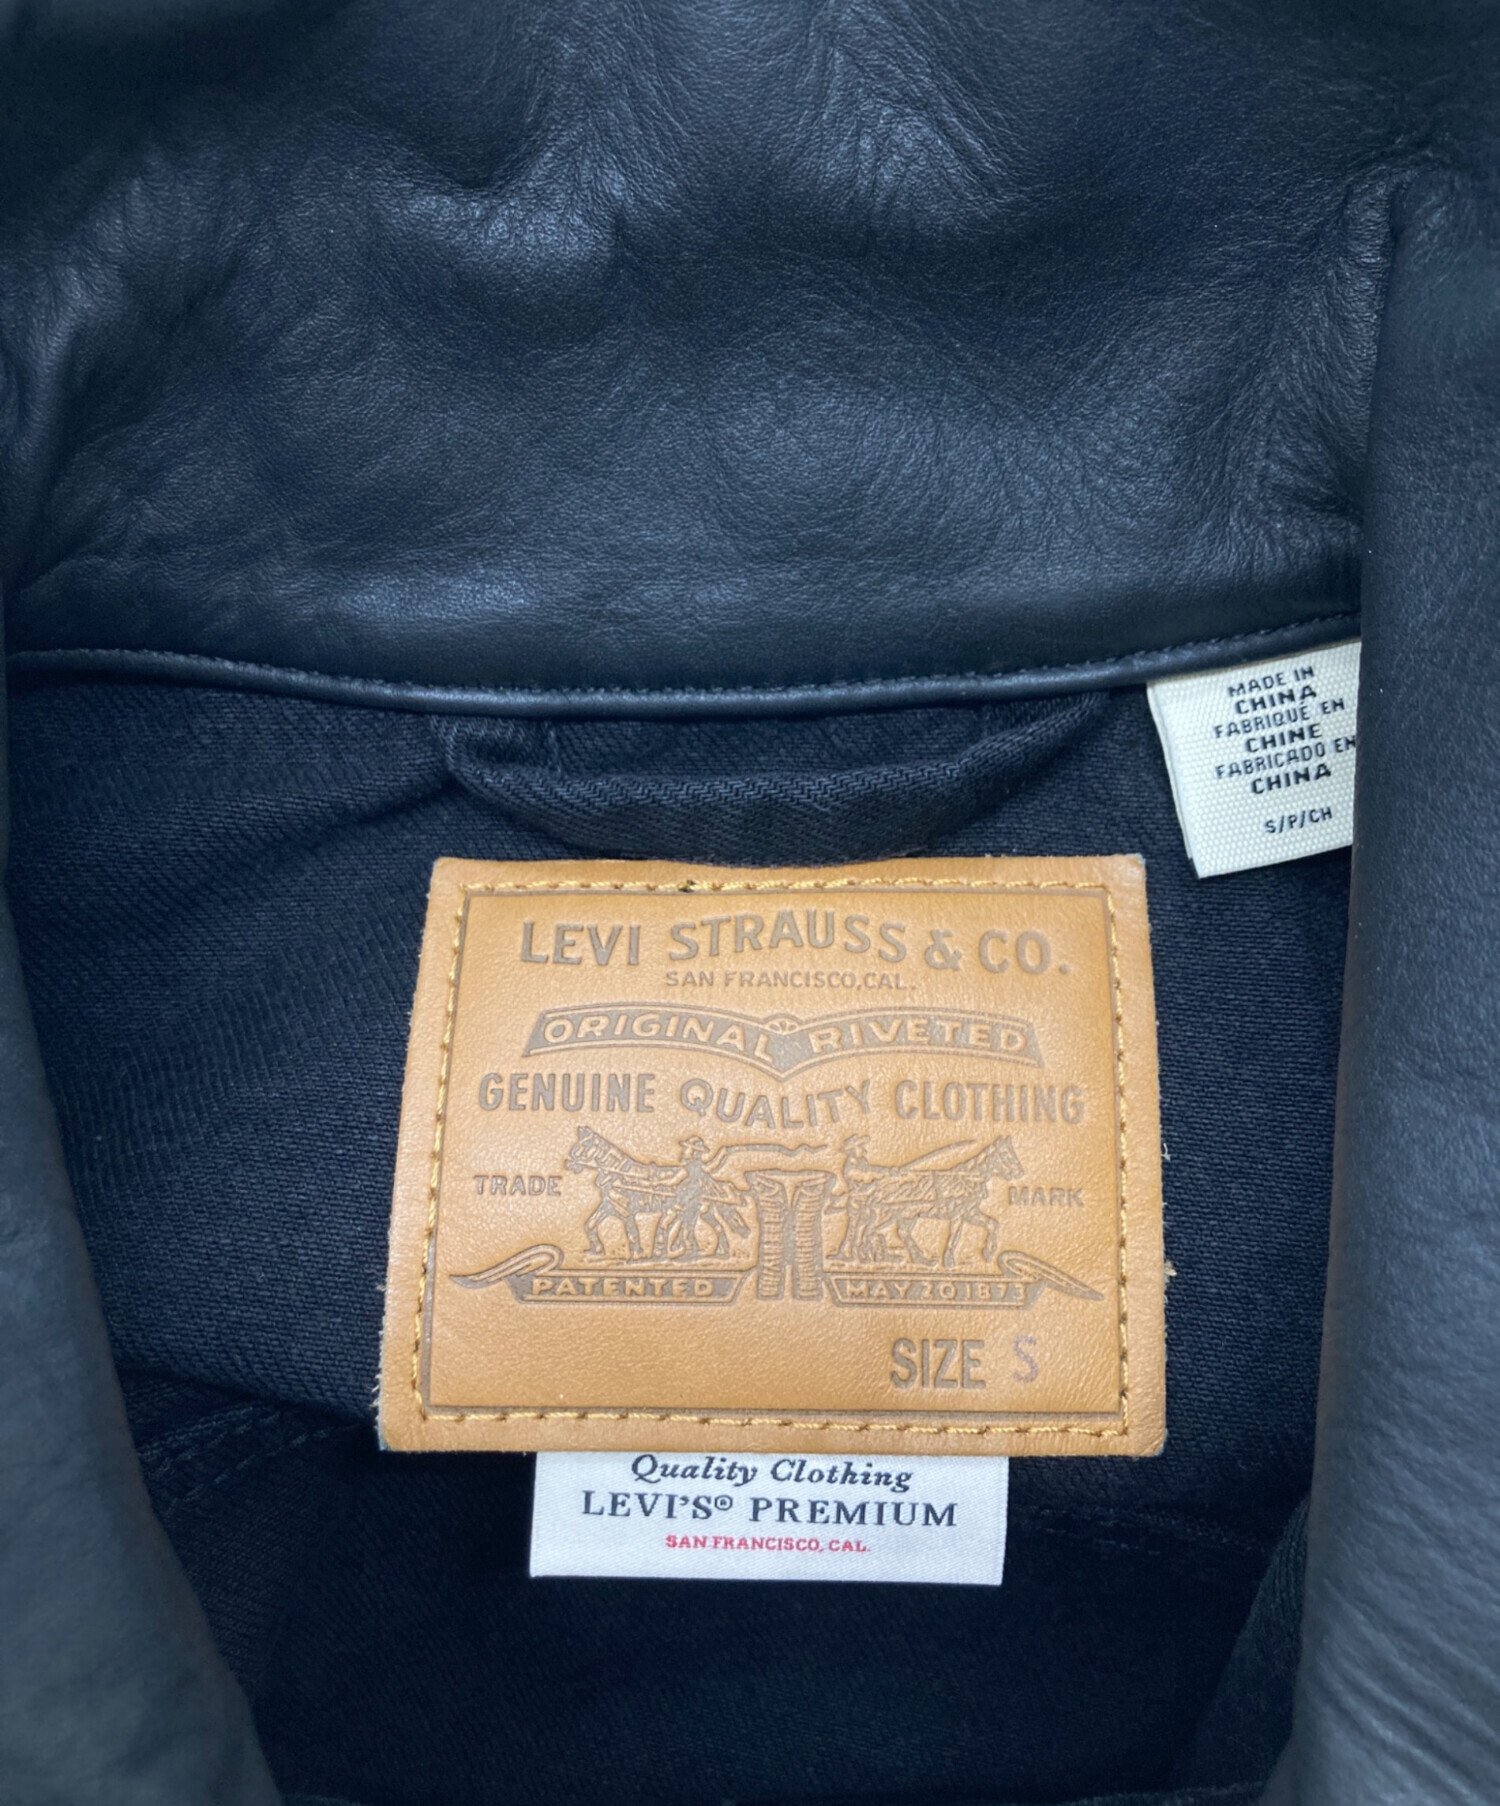 MADE IN
CHINA
FABRIQUE EN
CHINE
FABRICADO EN
CHINA
S/P/CH
LEVI STRAUSS & CO.
SAN FRANCISCO, CAL.
ORIGINAL RIVETED
GENUINE QUALITY CLOTHING
TRADE MARK
PATENTED MAY 20 1873
SIZE S
Quality Clothing
LEVI'S® PREMIUM
SAN FRANCISCO, CAL.